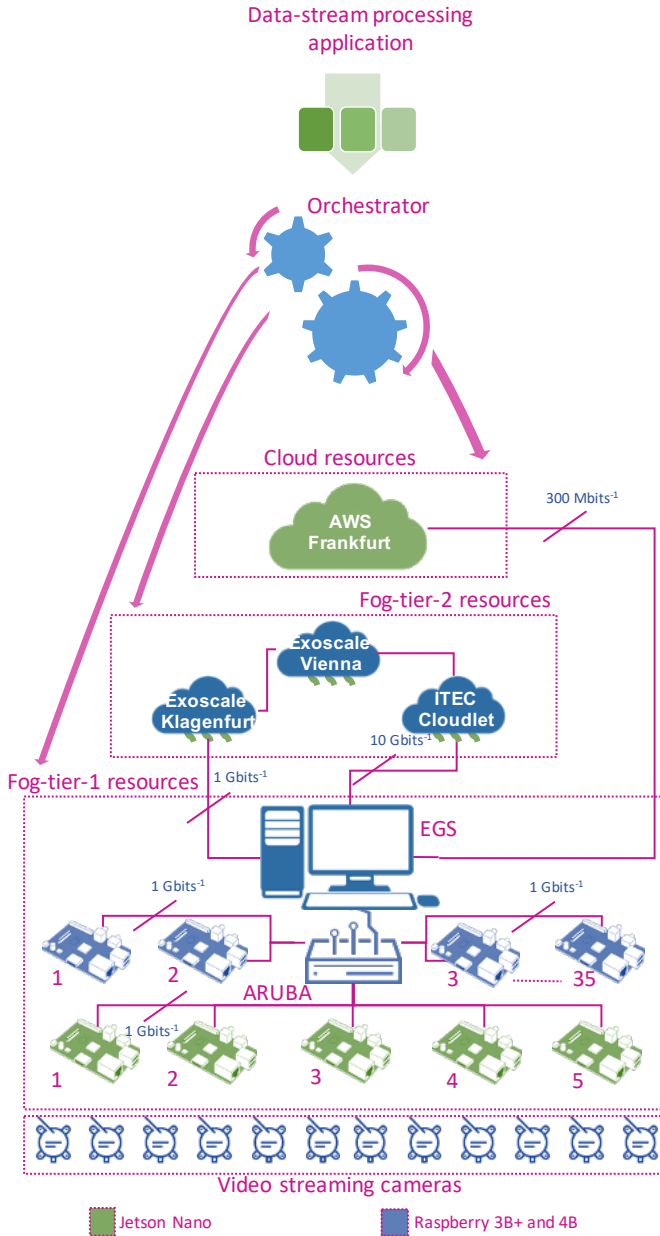 Data-stream processing
application
Orchestrator
Cloud resources
300 Mbits-1
AWS
Frankfurt
Fog-tier-2 resources
Exoscale
Vienna
Exoscale
Klagenfurt
ITEC
Cloudlet
10 Gbits-1
1 Gbits-1
Fog-tier-1 resources
EGS
1 Gbits-1
1 Gbits-1
1
2
3
35
ARUBA
1 Gbits-1
1
2
3
4
5
Video streaming cameras
Jetson Nano
Raspberry 3B+ and 4B